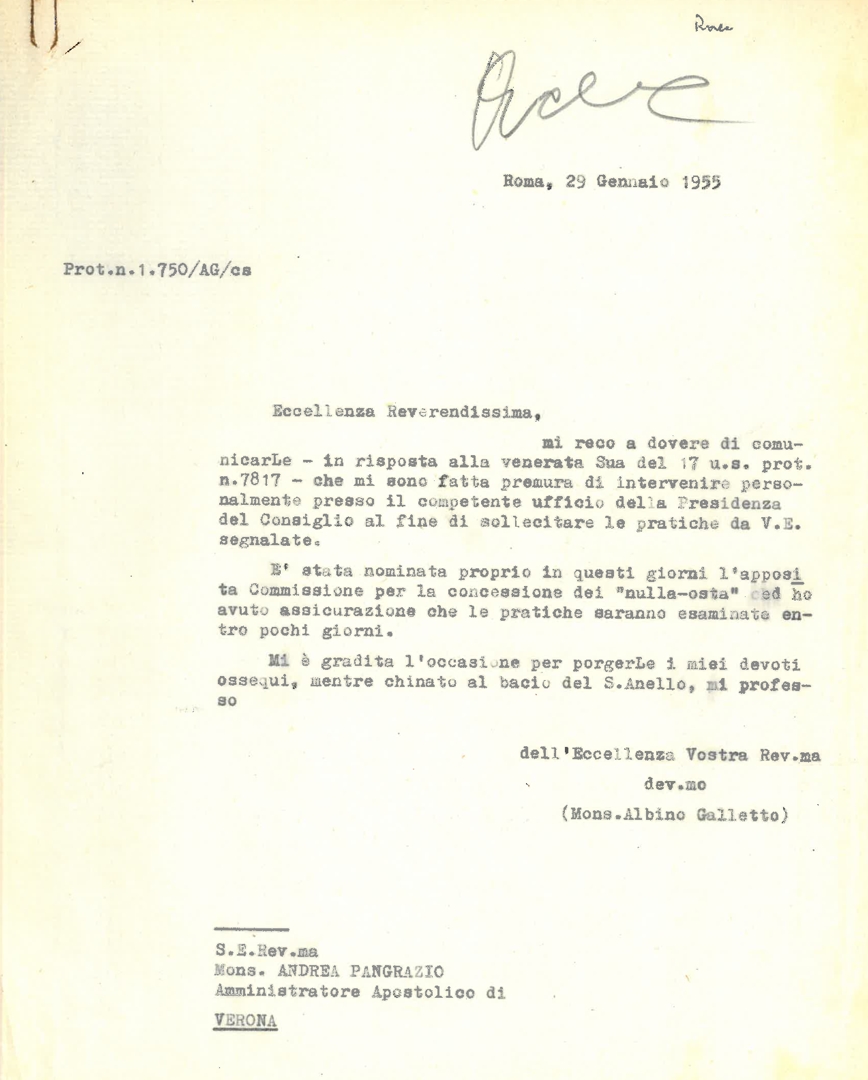 Roma, 29 Gennaio 1955
Prot.n.1.750/AG/cs
Eccellenza Reverendissima,
mi reco a dovere di comu-
nicarLe - in risposta alla venerata Sua del 17 u.s. prot.
n.7817 - che mi sono fatta premura di intervenire perso-
nalmente presso il competente ufficio della Presidenza
del Consiglio al fine di sollecitare le pratiche da V.E.
segnalate.
E' stata nominata proprio in questi giorni l'apposi
ta Commissione per la concessione dei "nulla-osta" ed ho
avuto assicurazione che le pratiche saranno esaminate en-
tro pochi giorni.
Mi è gradita l'occasione per porgerLe i miei devoti
ossequi, mentre chinato al bacio del S.Anello, mi profes-
so
dell'Eccellenza Vostra Rev.ma
dev.mo
(Mons.Albino Galletto)
S.E.Rev.ma
Mons. ANDREA PANGRAZIO
Amministratore Apostolico di
VERONA